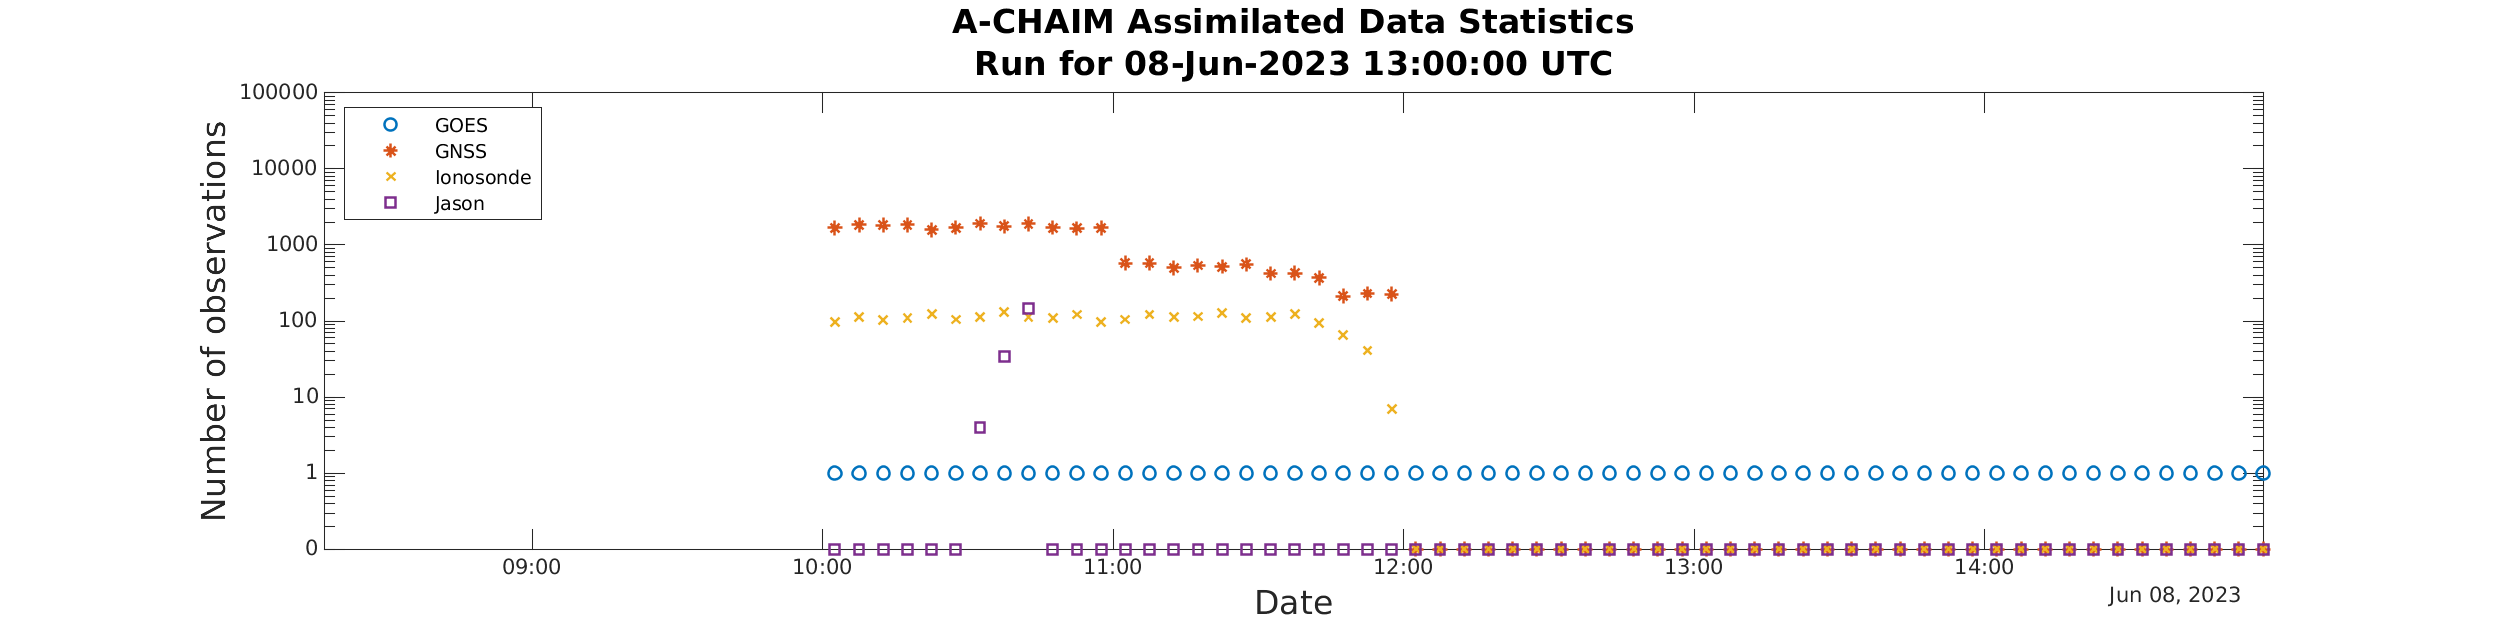 A-CHAIM Assimilated Data Statistics
Run for 08-Jun-2023 13:00:00 UTC
Number of observations
100000
10000
1000
100
10
1
0
GOES
GNSS
Ionosonde
Jason
09:00
10:00
11:00
12:00
13:00
14:00
Date
Jun 08, 2023